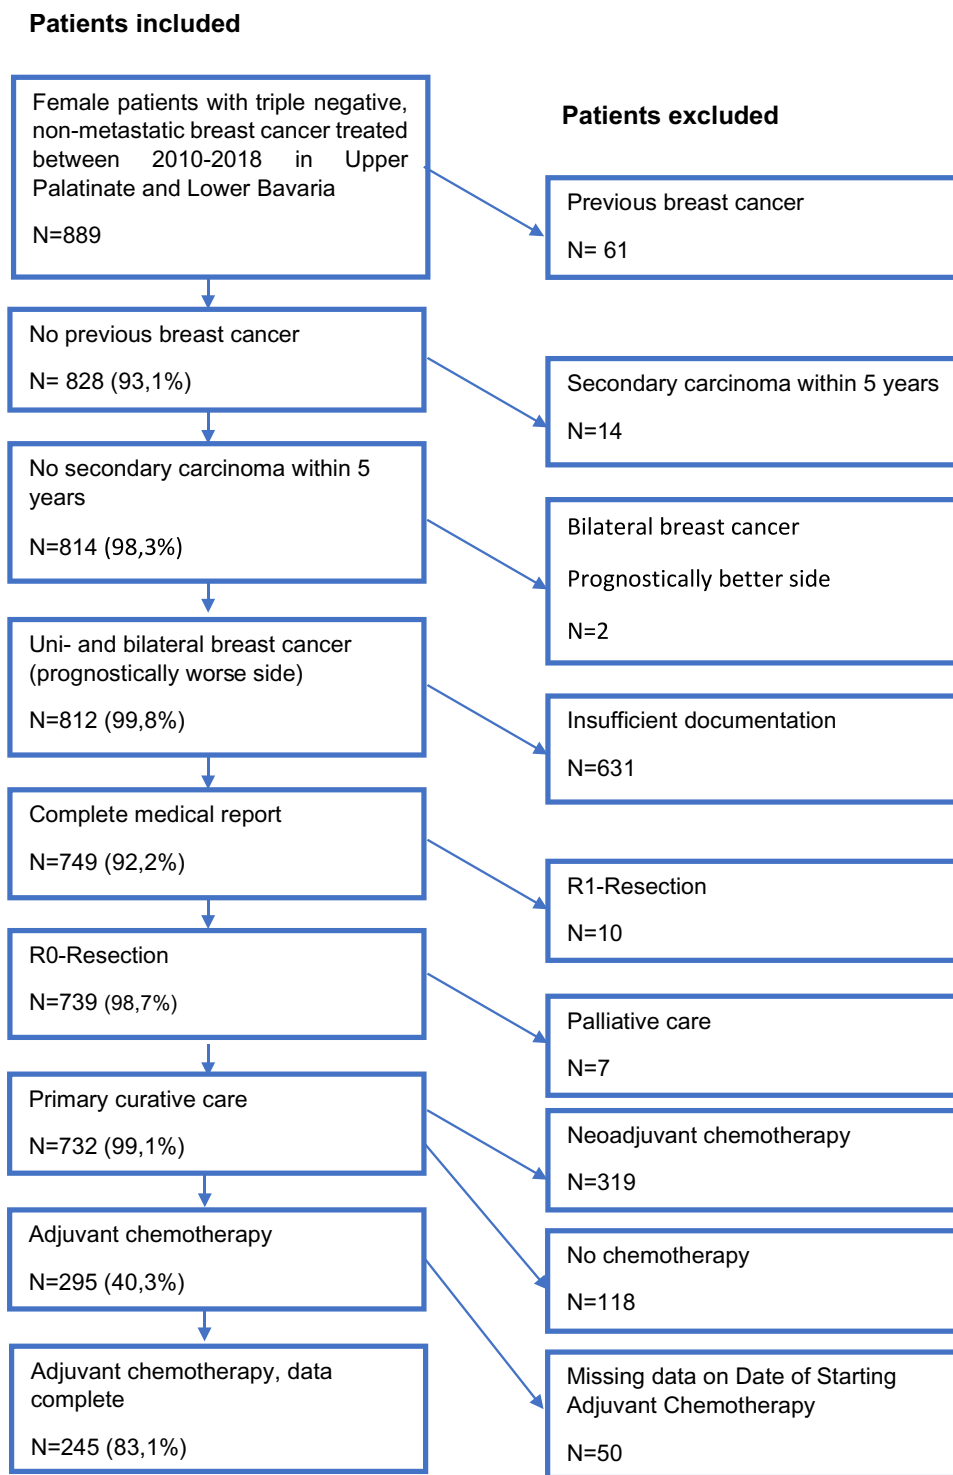 Patients included
Female patients with triple negative,
non-metastatic breast cancer treated
between 2010-2018 in Upper
Palatinate and Lower Bavaria
N=889
Patients excluded
Previous breast cancer
N= 61
No previous breast cancer
N= 828 (93,1%)
Secondary carcinoma within 5 years
N=14
No secondary carcinoma within 5
years
N=814 (98,3%)
Bilateral breast cancer
Prognostically better side
N=2
Uni- and bilateral breast cancer
(prognostically worse side)
N=812 (99,8%)
Insufficient documentation
N=631
Complete medical report
N=749 (92,2%)
R1-Resection
N=10
R0-Resection
N=739 (98,7%)
Palliative care
N=7
Primary curative care
N=732 (99,1%)
Neoadjuvant chemotherapy
N=319
Adjuvant chemotherapy
N=295 (40,3%)
No chemotherapy
N=118
Adjuvant chemotherapy, data
complete
N=245 (83,1%)
Missing data on Date of Starting
Adjuvant Chemotherapy
N=50